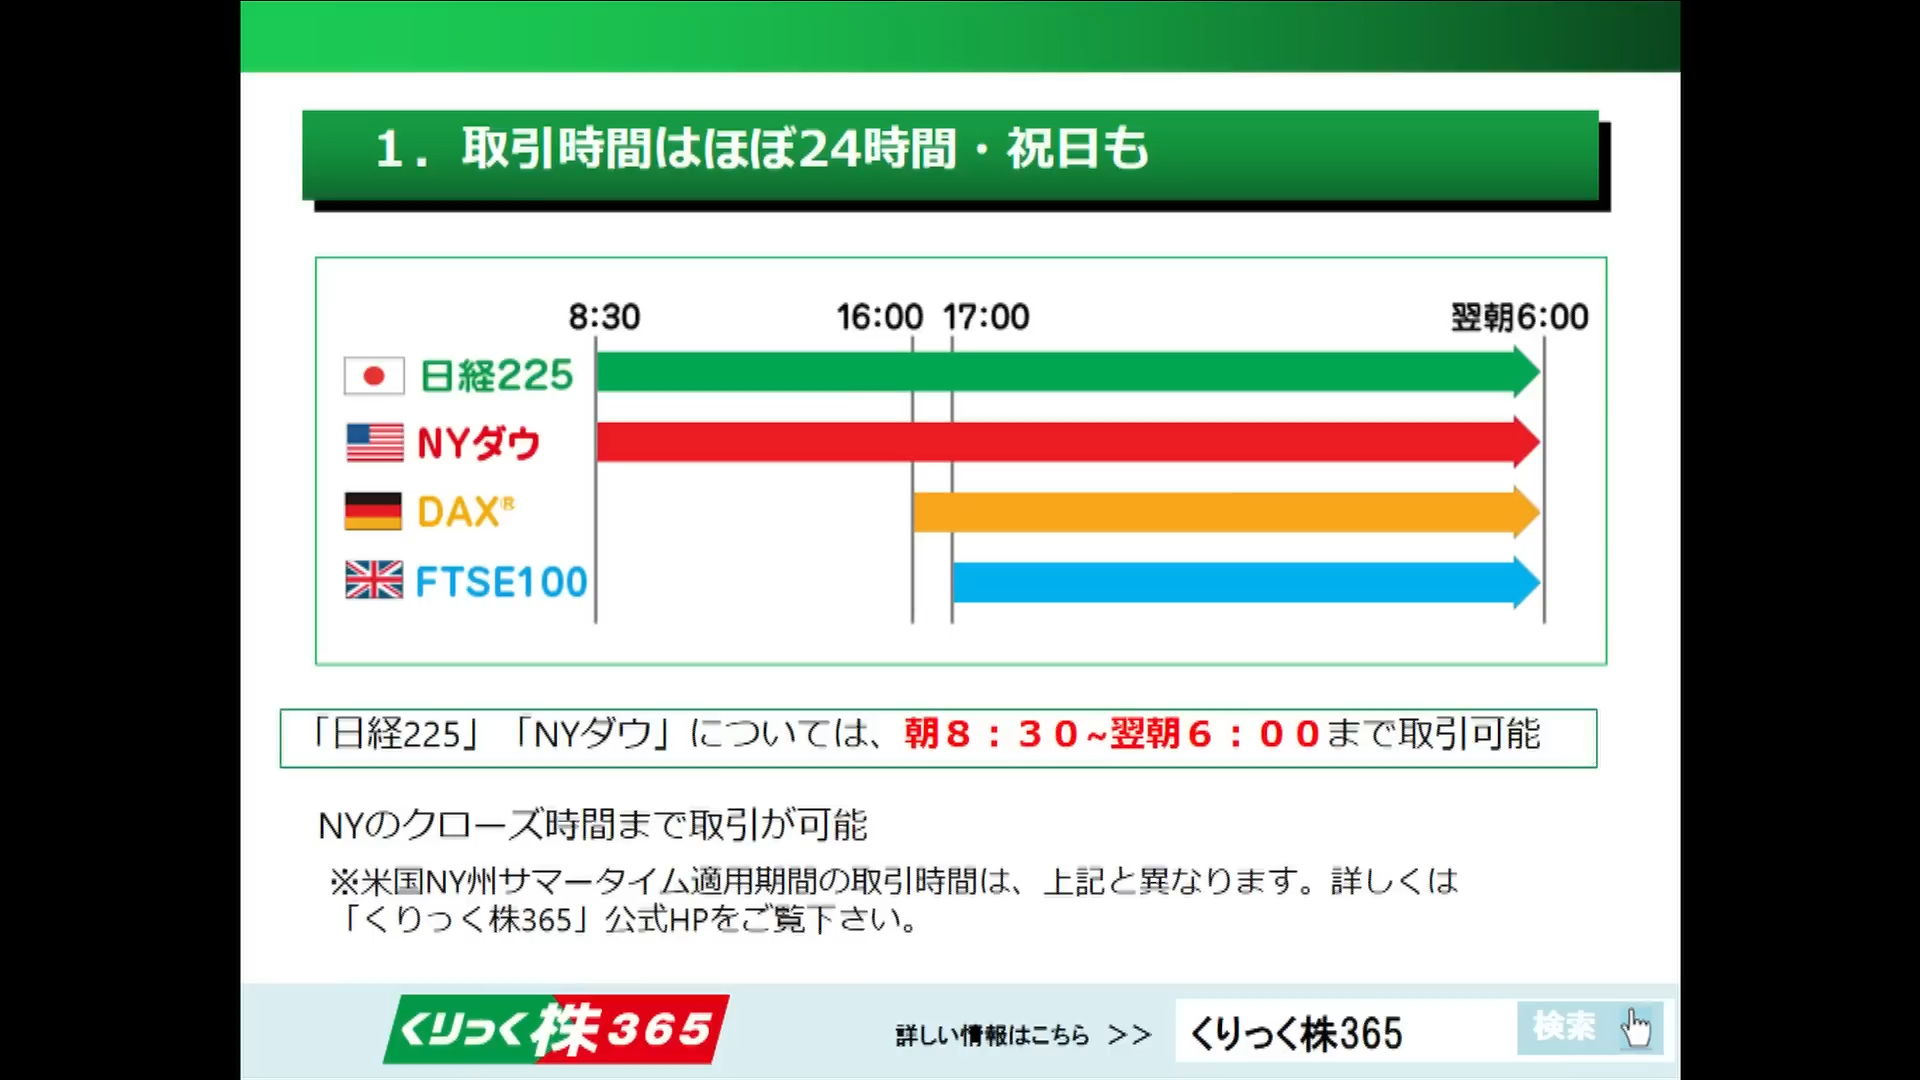 1．取引時間はほぼ24時間・祝日も
8:30 16:00 17:00 翌朝6:00
日経225
NYダウ
DAX®
FTSE100
「日経225」「NYダウ」については、朝８：３０~翌朝６：００まで取引可能
NYのクローズ時間まで取引が可能
※米国NY州サマータイム適用期間の取引時間は、上記と異なります。詳しくは
「くりっく株365」公式HPをご覧下さい。
くりっく株365 詳しい情報はこちら >> くりっく株365 検索